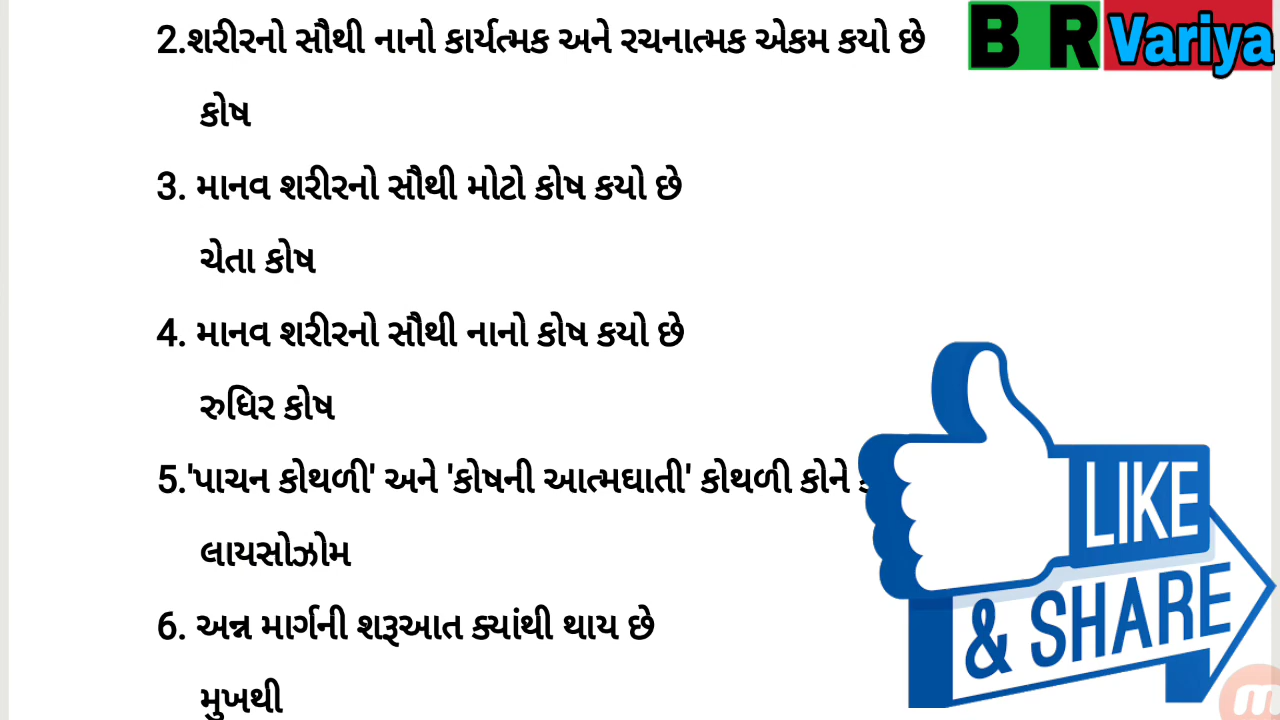 2.શરીરનો સૌથી નાનો કાર્યત્મક અને રચનાત્મક એકમ કયો છે
B R Variya
કોષ
3. માનવ શરીરનો સૌથી મોટો કોષ કયો છે
ચેતા કોષ
4. માનવ શરીરનો સૌથી નાનો કોષ કયો છે
રુધિર કોષ
5.'પાચન કોથળી' અને 'કોષની આત્મઘાતી' કોથળી કોને
લાયસોઝોમ
6. અન્ન માર્ગની શરૂઆત ક્યાંથી થાય છે
મુખથી
LIKE
& SHARE